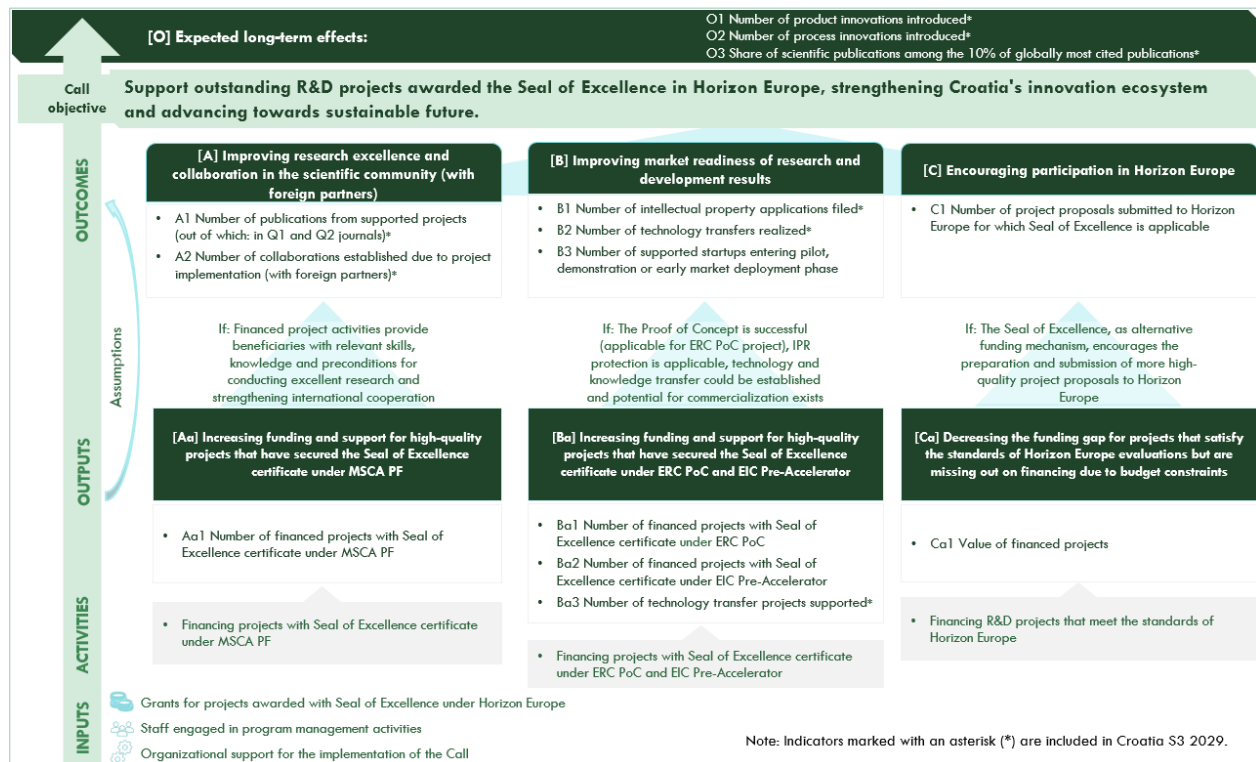 [O] Expected long-term effects:
O1 Number of product innovations introduced*
O2 Number of process innovations introduced*
O3 Share of scientific publications among the 10% of globally most cited publications*
Call
objective
Support outstanding R&D projects awarded the Seal of Excellence in Horizon Europe, strengthening Croatia's innovation ecosystem
and advancing towards sustainable future.
OUTCOMES
[A] Improving research excellence and
collaboration in the scientific community (with
foreign partners)
• A1 Number of publications from supported projects
(out of which: in Q1 and Q2 journals)*
• A2 Number of collaborations established due to project
implementation (with foreign partners)*
[B] Improving market readiness of research and
development results
• B1 Number of intellectual property applications filed*
• B2 Number of technology transfers realized*
• B3 Number of supported startups entering pilot,
demonstration or early market deployment phase
[C] Encouraging participation in Horizon Europe
• C1 Number of project proposals submitted to Horizon
Europe for which Seal of Excellence is applicable
Assumptions
If: Financed project activities provide
beneficiaries with relevant skills,
knowledge and preconditions for
conducting excellent research and
strengthening international cooperation
If: The Proof of Concept is successful
(applicable for ERC PoC project), IPR
protection is applicable, technology and
knowledge transfer could be established
and potential for commercialization exists
If: The Seal of Excellence, as alternative
funding mechanism, encourages the
preparation and submission of more high-
quality project proposals to Horizon
Europe
OUTPUTS
[Aa] Increasing funding and support for high-quality
projects that have secured the Seal of Excellence
certificate under MSCA PF
• Aa1 Number of financed projects with Seal of
Excellence certificate under MSCA PF
[Ba] Increasing funding and support for high-quality
projects that have secured the Seal of Excellence
certificate under ERC PoC and EIC Pre-Accelerator
• Ba1 Number of financed projects with Seal of
Excellence certificate under ERC PoC
• Ba2 Number of financed projects with Seal of
Excellence certificate under EIC Pre-Accelerator
• Ba3 Number of technology transfer projects supported*
[Ca] Decreasing the funding gap for projects that satisfy
the standards of Horizon Europe evaluations but are
missing out on financing due to budget constraints
• Ca1 Value of financed projects
ACTIVITIES
• Financing projects with Seal of Excellence certificate
under MSCA PF
• Financing projects with Seal of Excellence certificate
under ERC PoC and EIC Pre-Accelerator
• Financing R&D projects that meet the standards of
Horizon Europe
INPUTS
Grants for projects awarded with Seal of Excellence under Horizon Europe
Staff engaged in program management activities
Organizational support for the implementation of the Call
Note: Indicators marked with an asterisk (*) are included in Croatia S3 2029.